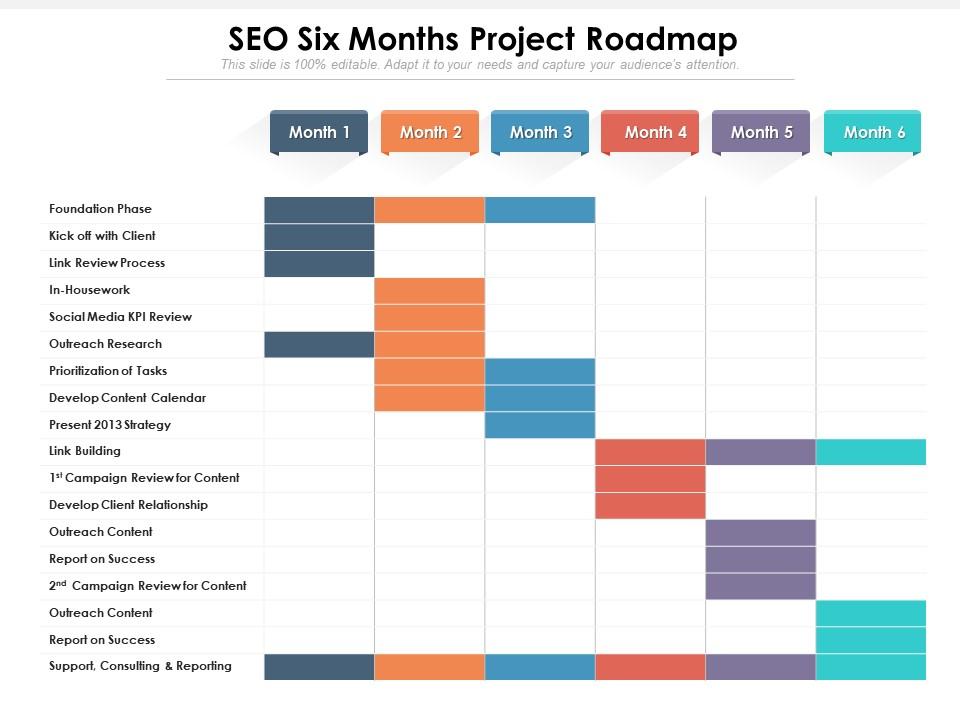 SEO Six Months Project Roadmap
This slide is 100% editable. Adapt it to your needs and capture your audience's attention.
Month 1 Month 2 Month 3 Month 4 Month 5 Month 6
Foundation Phase
Kick off with Client
Link Review Process
In-Housework
Social Media KPI Review
Outreach Research
Prioritization of Tasks
Develop Content Calendar
Present 2013 Strategy
Link Building
1st Campaign Review for Content
Develop Client Relationship
Outreach Content
Report on Success
2nd Campaign Review for Content
Outreach Content
Report on Success
Support, Consulting & Reporting